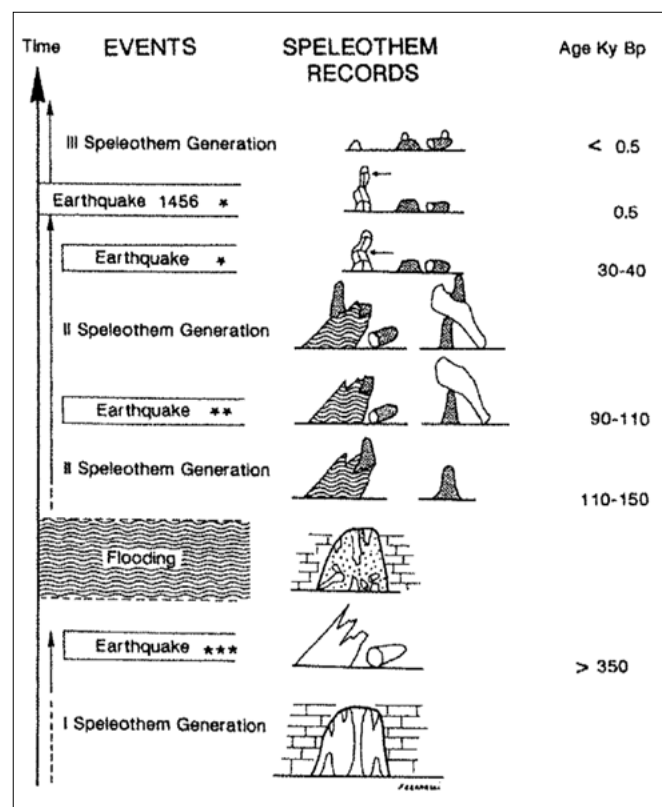 Time EVENTS SPELEOTHEM RECORDS Age Ky Bp
III Speleothem Generation < 0.5
Earthquake 1456 * 0.5
Earthquake * 30-40
II Speleothem Generation
Earthquake ** 90-110
II Speleothem Generation 110-150
Flooding
Earthquake *** > 350
I Speleothem Generation